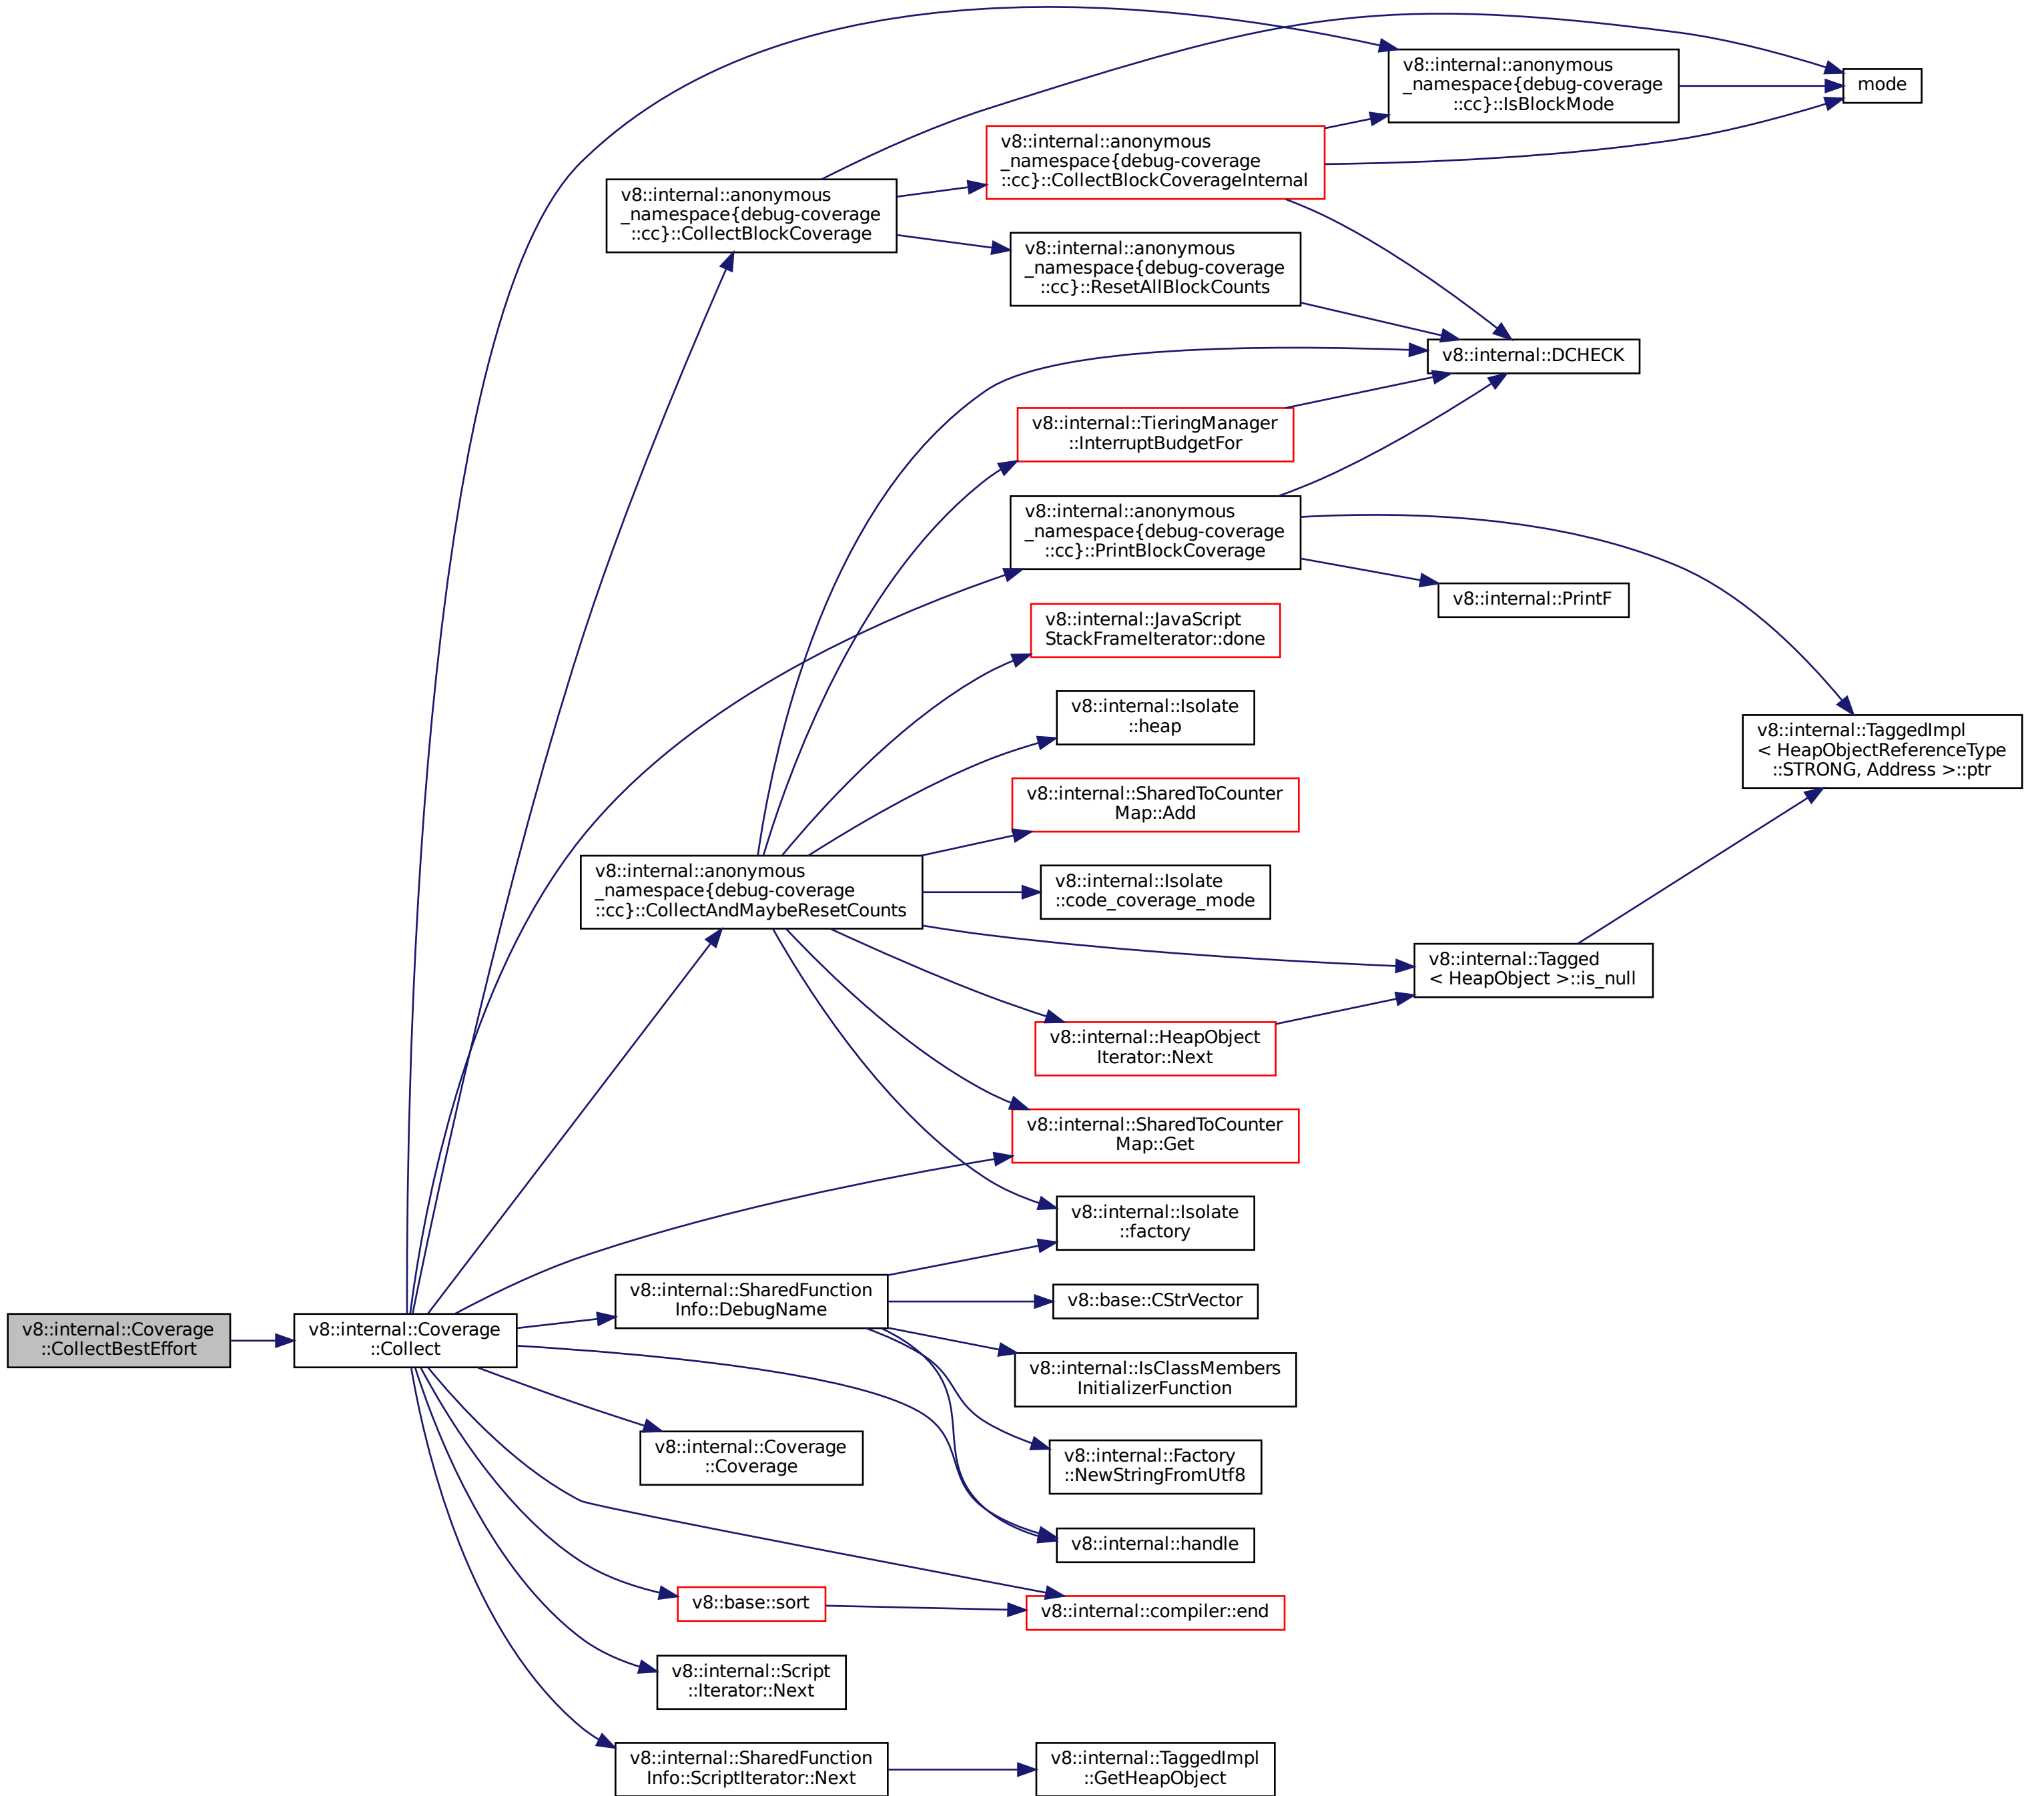 v8::internal::anonymous
_namespace{debug-coverage
::cc}::IsBlockMode
mode
v8::internal::anonymous
_namespace{debug-coverage
::cc}::CollectBlockCoverageInternal
v8::internal::anonymous
_namespace{debug-coverage
::cc}::CollectBlockCoverage
v8::internal::anonymous
_namespace{debug-coverage
::cc}::ResetAllBlockCounts
v8::internal::DCHECK
v8::internal::TieringManager
::InterruptBudgetFor
v8::internal::anonymous
_namespace{debug-coverage
::cc}::PrintBlockCoverage
v8::internal::PrintF
v8::internal::JavaScript
StackFrameIterator::done
v8::internal::Isolate
::heap
v8::internal::TaggedImpl
< HeapObjectReferenceType
::STRONG, Address >::ptr
v8::internal::SharedToCounter
Map::Add
v8::internal::anonymous
_namespace{debug-coverage
::cc}::CollectAndMaybeResetCounts
v8::internal::Isolate
::code_coverage_mode
v8::internal::Tagged
< HeapObject >::is_null
v8::internal::HeapObject
Iterator::Next
v8::internal::SharedToCounter
Map::Get
v8::internal::Isolate
::factory
v8::internal::SharedFunction
Info::DebugName
v8::base::CStrVector
v8::internal::Coverage
::CollectBestEffort
v8::internal::Coverage
::Collect
v8::internal::IsClassMembers
InitializerFunction
v8::internal::Coverage
::Coverage
v8::internal::Factory
::NewStringFromUtf8
v8::internal::handle
v8::base::sort
v8::internal::compiler::end
v8::internal::Script
::Iterator::Next
v8::internal::SharedFunction
Info::ScriptIterator::Next
v8::internal::TaggedImpl
::GetHeapObject